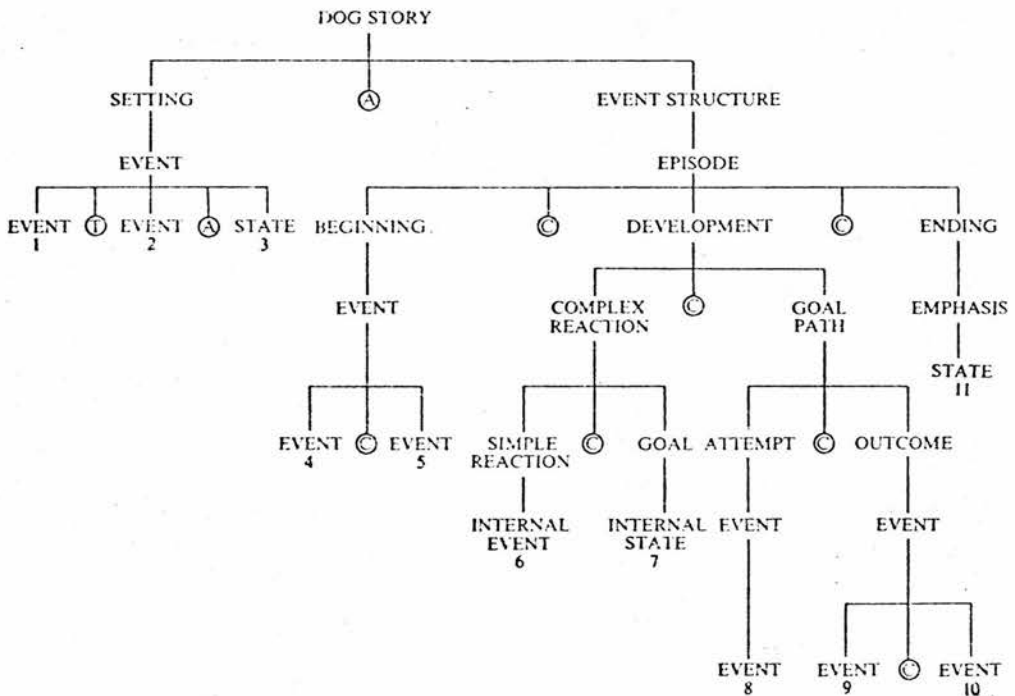 DOG STORY
SETTING Ⓐ EVENT STRUCTURE
EVENT EPISODE
EVENT Ⓣ EVENT Ⓐ STATE BEGINNING. Ⓒ DEVELOPMENT Ⓒ ENDING
1 2 3
EVENT COMPLEX REACTION Ⓒ GOAL PATH EMPHASIS
STATE
11
EVENT Ⓒ EVENT SIMPLE REACTION Ⓒ GOAL ATTEMPT Ⓒ OUTCOME
4 5
INTERNAL EVENT INTERNAL STATE EVENT EVENT
6 7
EVENT EVENT Ⓒ EVENT
8 9 10